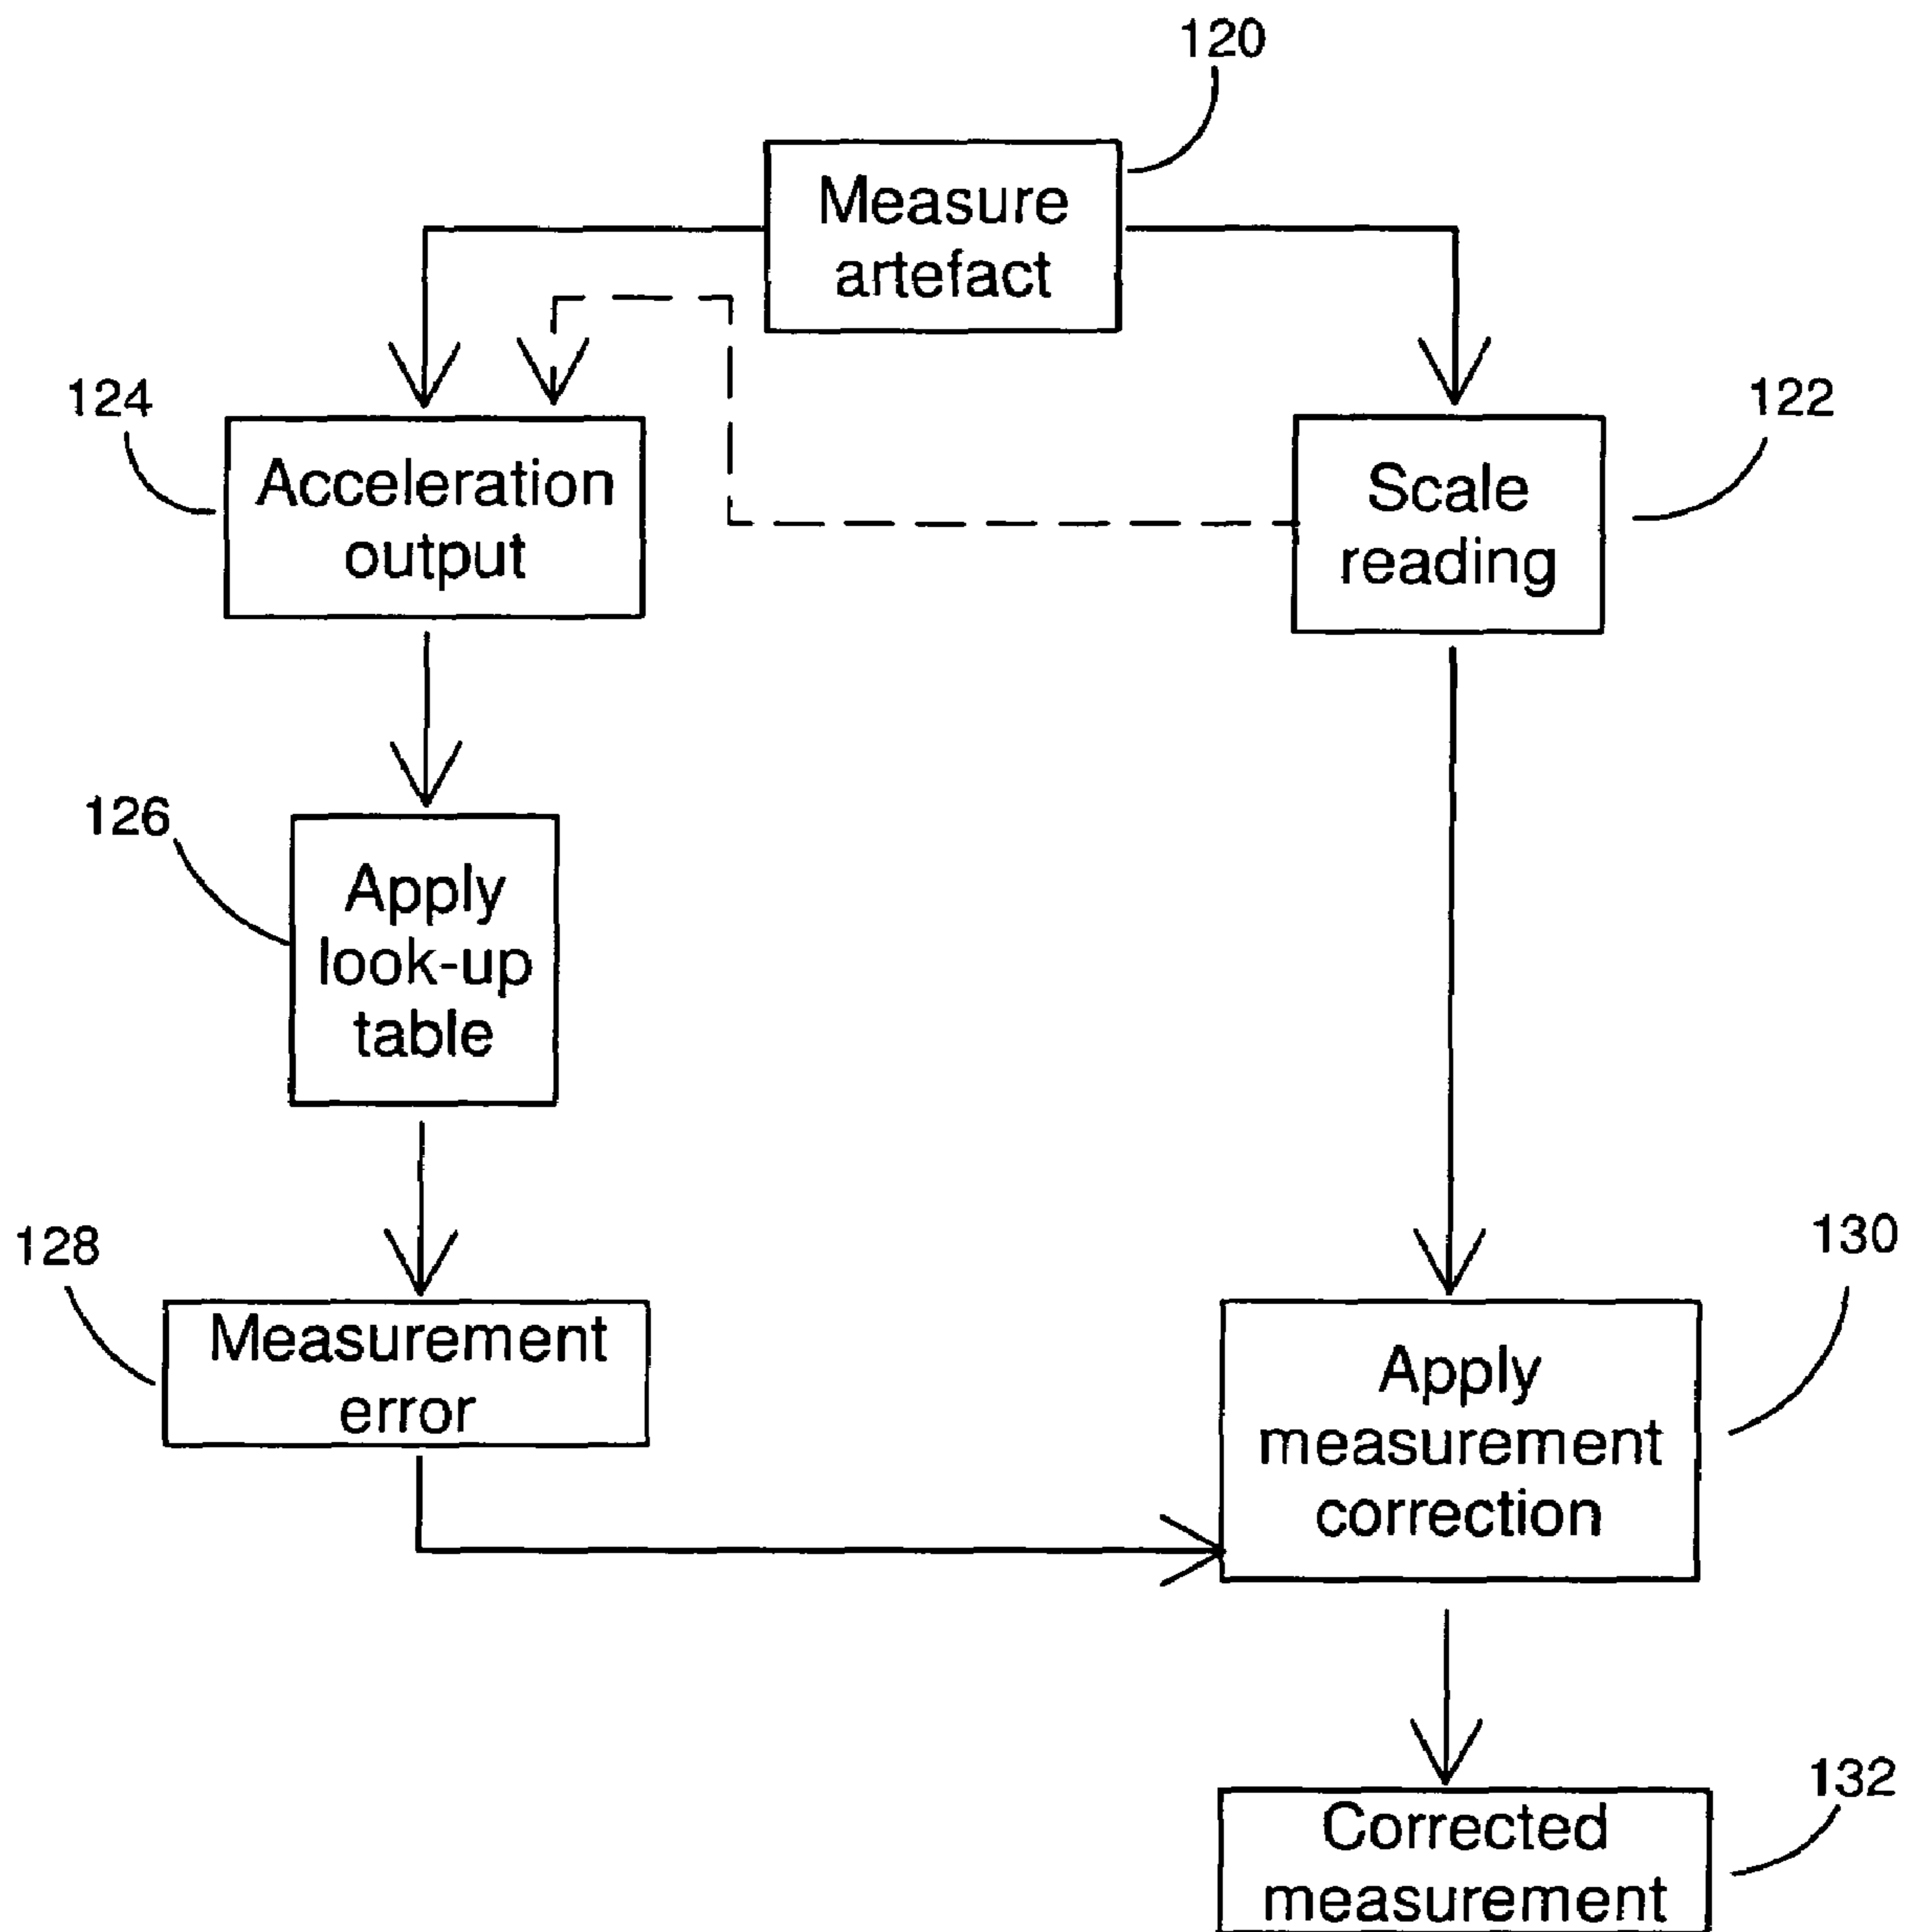 120
Measure
artefact
124
Acceleration
output
122
Scale
reading
126
Apply
look-up
table
128
Measurement
error
130
Apply
measurement
correction
132
Corrected
measurement